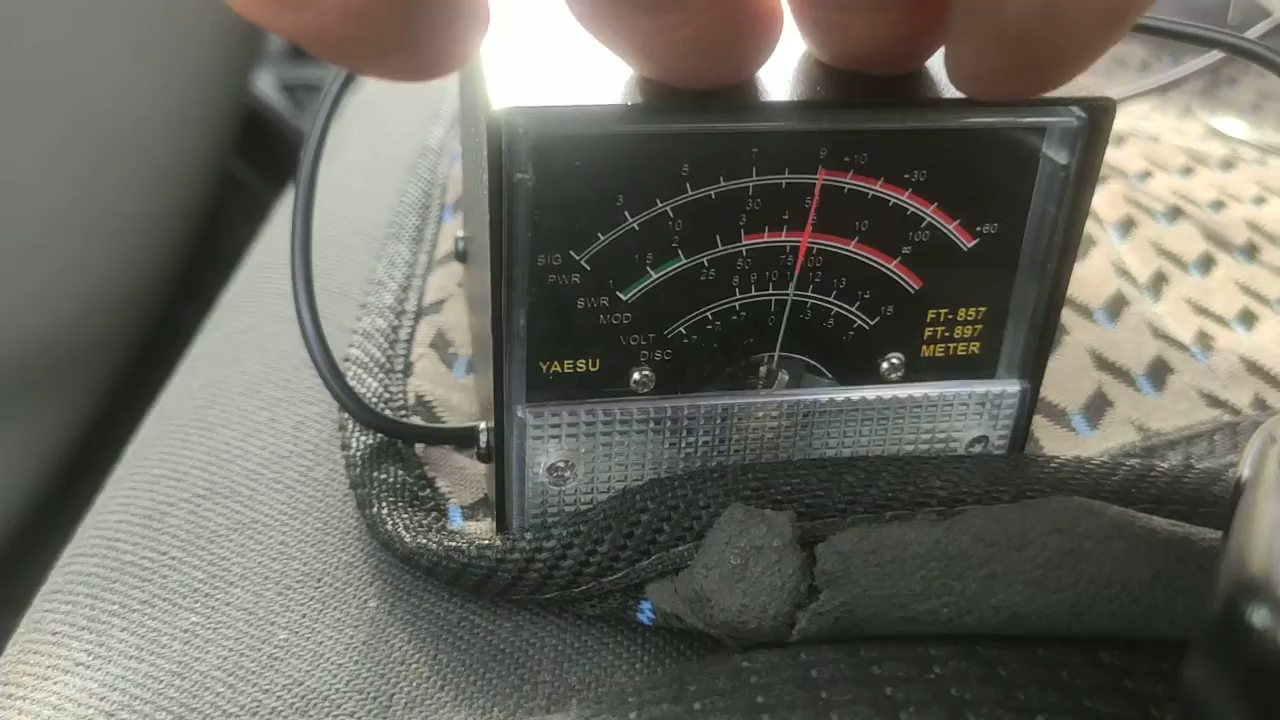 3 5 7 9 +10 +30 +60
SIG
10 30 50 100
PWR
1 1.5 2 3 4 5 10 ∞
SWR
25 50 75 100
MOD
8 9 10 11 12 13 14 15
VOLT
+7 +7 0 -3 -5 -7
DISC
YAESU
FT-857
FT-897
METER